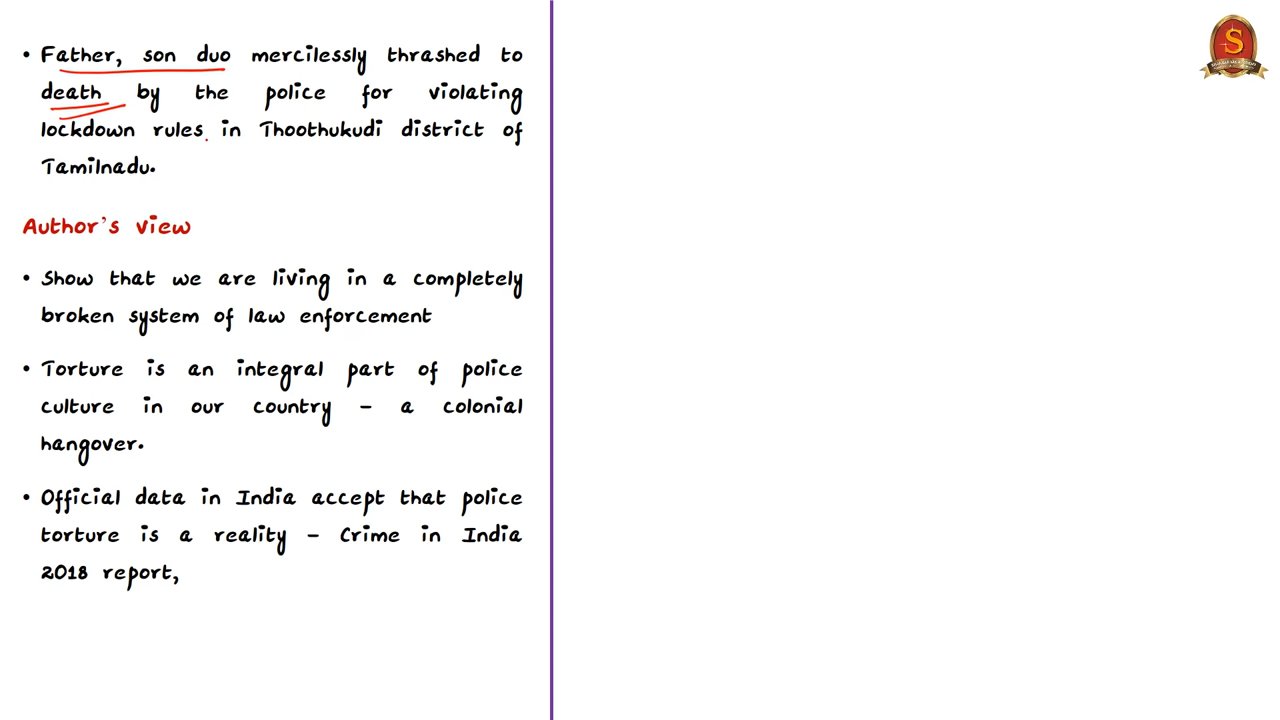 • Father, son duo mercilessly thrashed to
death by the police for violating
lockdown rules in Thoothukudi district of
Tamilnadu.
Author's view
• Show that we are living in a completely
broken system of law enforcement
• Torture is an integral part of police
culture in our country – a colonial
hangover.
• Official data in India accept that police
torture is a reality – Crime in India
2018 report,
S